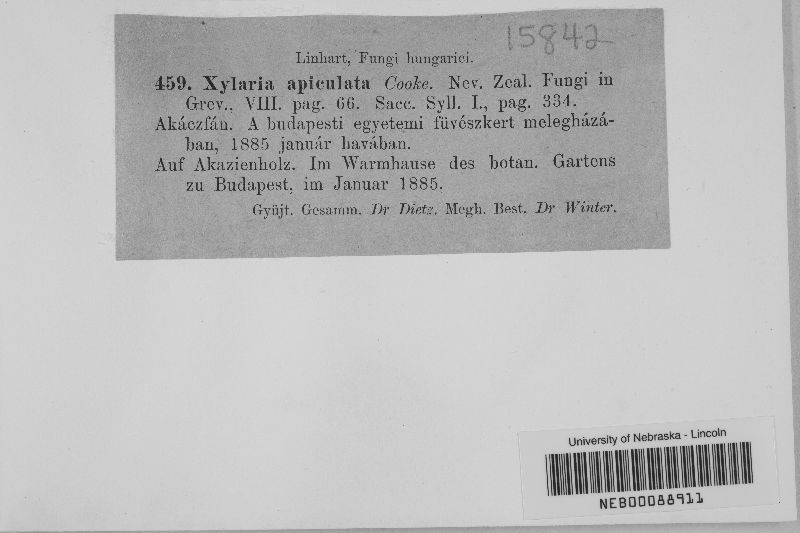 15842
Linhart, Fungi hungarici.
459. Xylaria apiculata Cooke. Nev. Zeal. Fungi in
Grev., VIII. pag. 66. Sacc. Syll. I., pag. 334.
Akáczfán. A budapesti egyetemi füvészkert melegházá-
ban, 1885 január havában.
Auf Akazienholz. Im Warmhause des botan. Gartens
zu Budapest, im Januar 1885.
Gyüjt. Gesamm. Dr Dietz. Megh. Best. Dr Winter.
University of Nebraska - Lincoln
NEB00088911